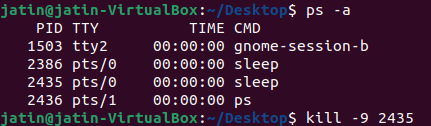 jatin@jatin-VirtualBox:~/Desktop$ ps -a
    PID TTY          TIME CMD
   1503 tty2     00:00:00 gnome-session-b
   2386 pts/0    00:00:00 sleep
   2435 pts/0    00:00:00 sleep
   2436 pts/1    00:00:00 ps
jatin@jatin-VirtualBox:~/Desktop$ kill -9 2435